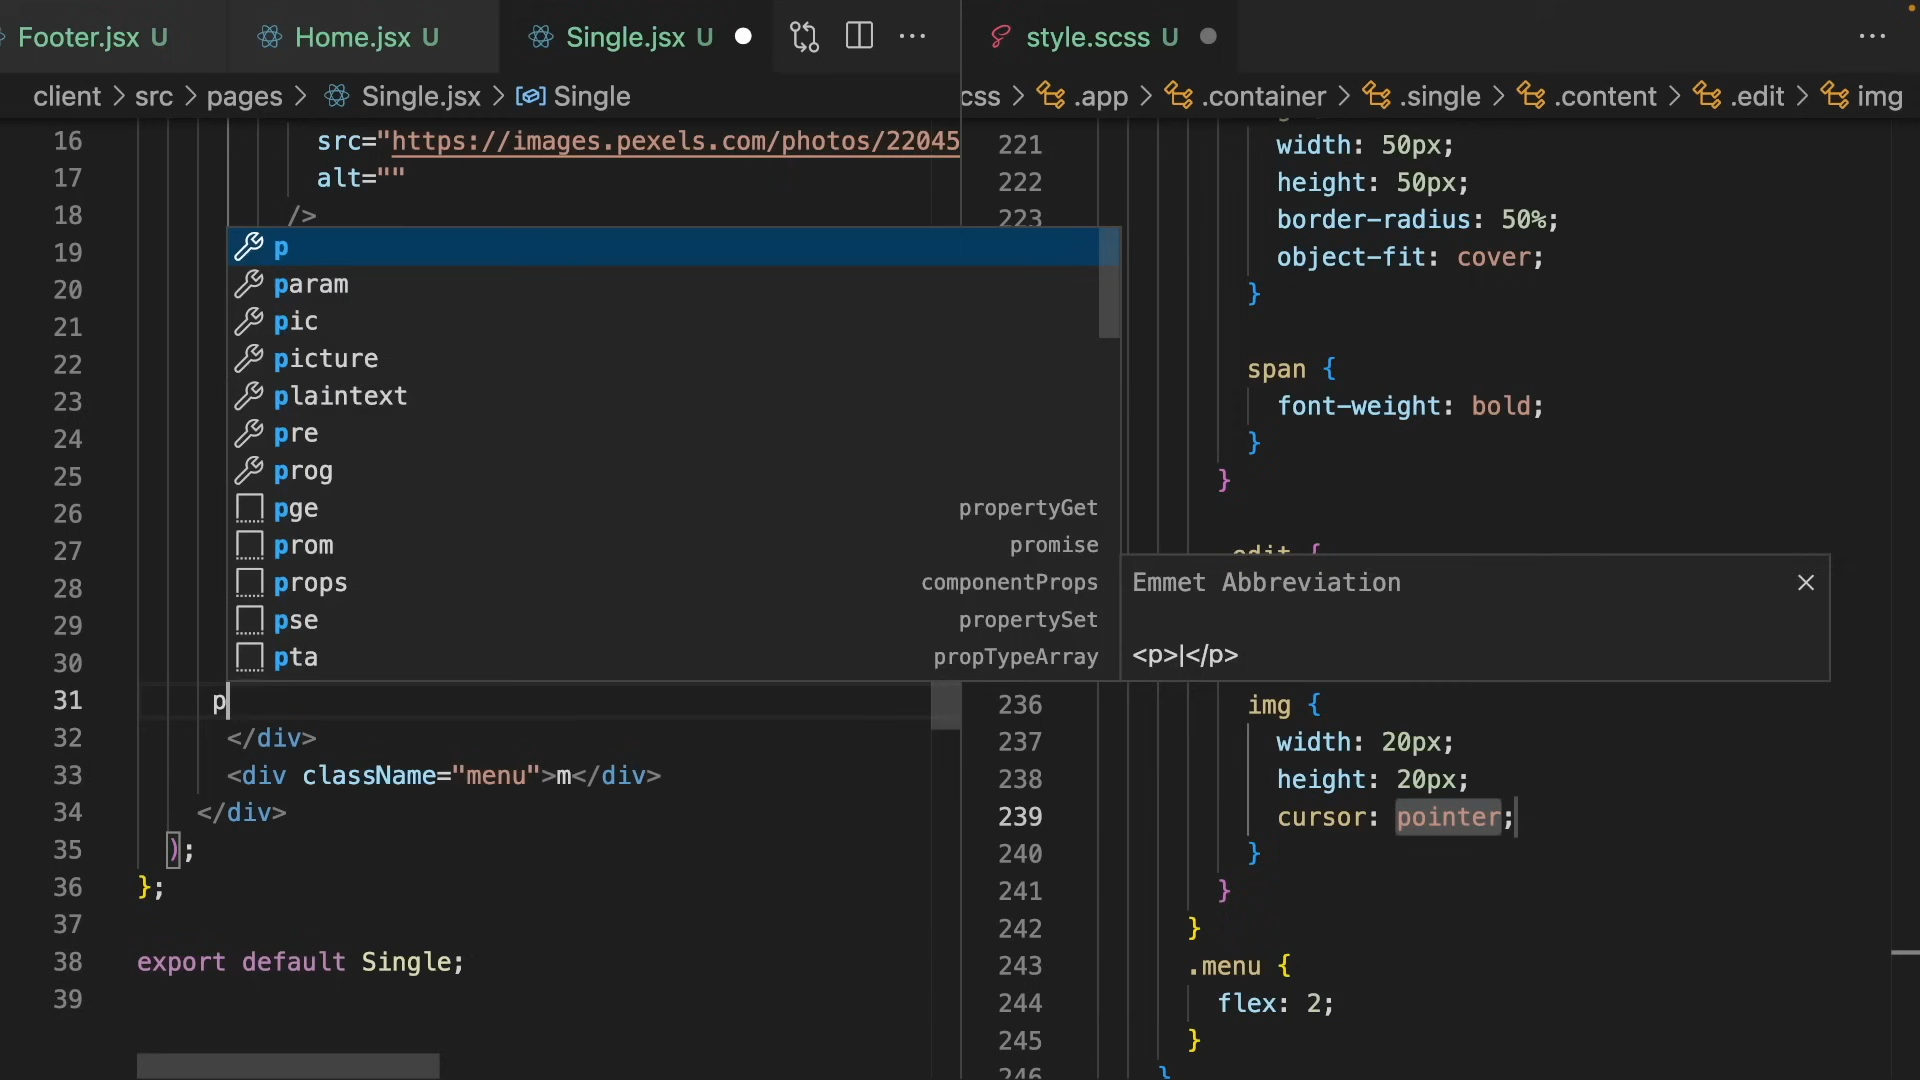 Footer.jsx U
Home.jsx U
Single.jsx U
style.scss U
client > src > pages > Single.jsx > Single
css > .app > .container > .single > .content > .edit > img
16 src="https://images.pexels.com/photos/22045
17 alt=""
18 />
19
20
21
22
23
24
25
26
27
28
29
30
p
param
pic
picture
plaintext
pre
prog
pge propertyGet
prom promise
props componentProps
pse propertySet
pta propTypeArray
31 p
32 </div>
33 <div className="menu">m</div>
34 </div>
35 );
36 };
37
38 export default Single;
39
221 width: 50px;
222 height: 50px;
223 border-radius: 50%;
object-fit: cover;
}
span {
font-weight: bold;
}
}
.edit {
Emmet Abbreviation
<p>|</p>
236 img {
237 width: 20px;
238 height: 20px;
239 cursor: pointer;
240 }
241 }
242 }
243 .menu {
244 flex: 2;
245 }
246 }